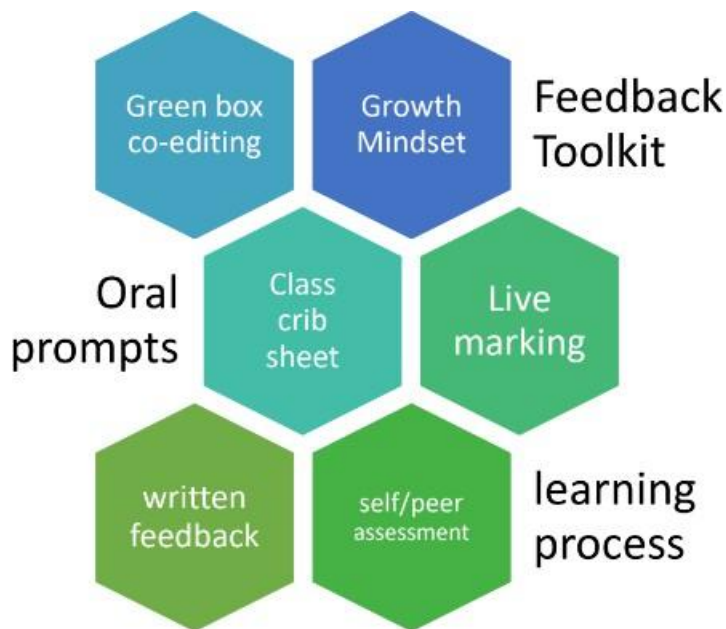 Green box
co-editing
Growth
Mindset
Feedback
Toolkit
Oral
prompts
Class
crib
sheet
Live
marking
written
feedback
self/peer
assessment
learning
process